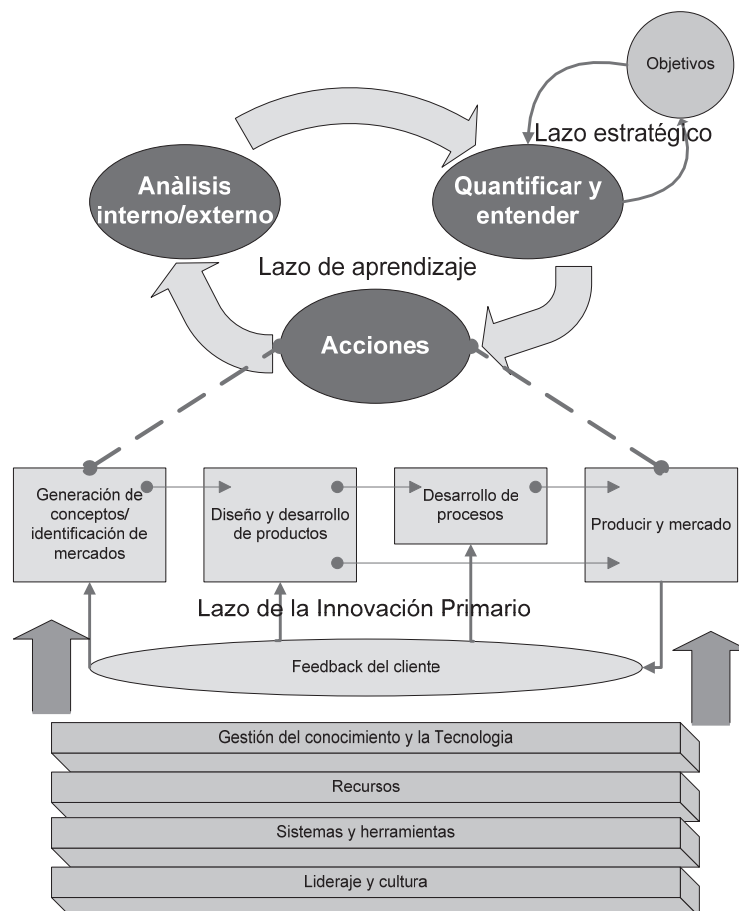 Objetivos
Lazo estratégico
Anàlisis
interno/externo
Quantificar y
entender
Lazo de aprendizaje
Acciones
Generación de
conceptos/
identificación de
mercados
Diseño y desarrollo
de productos
Desarrollo de
procesos
Producir y mercado
Lazo de la Innovación Primario
Feedback del cliente
Gestión del conocimiento y la Tecnologia
Recursos
Sistemas y herramientas
Lideraje y cultura